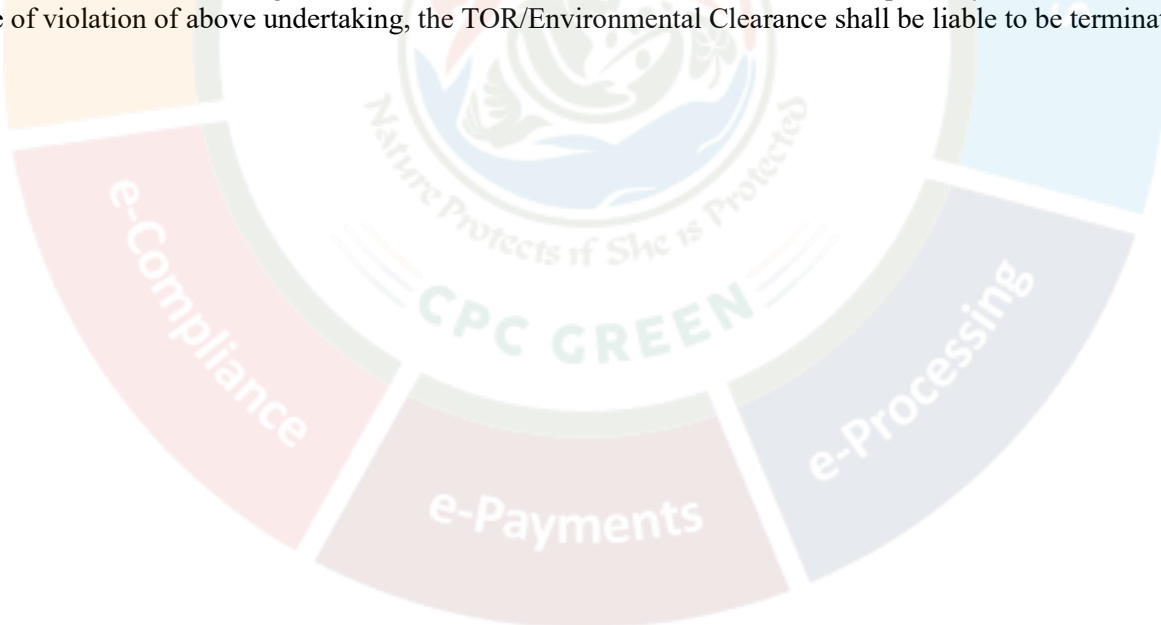 e of violation of above undertaking, the TOR/Environmental Clearance shall be liable to be termina
Nature Protects if She is Protected
CPC GREEN
e-Compliance
e-Payments
e-Processing